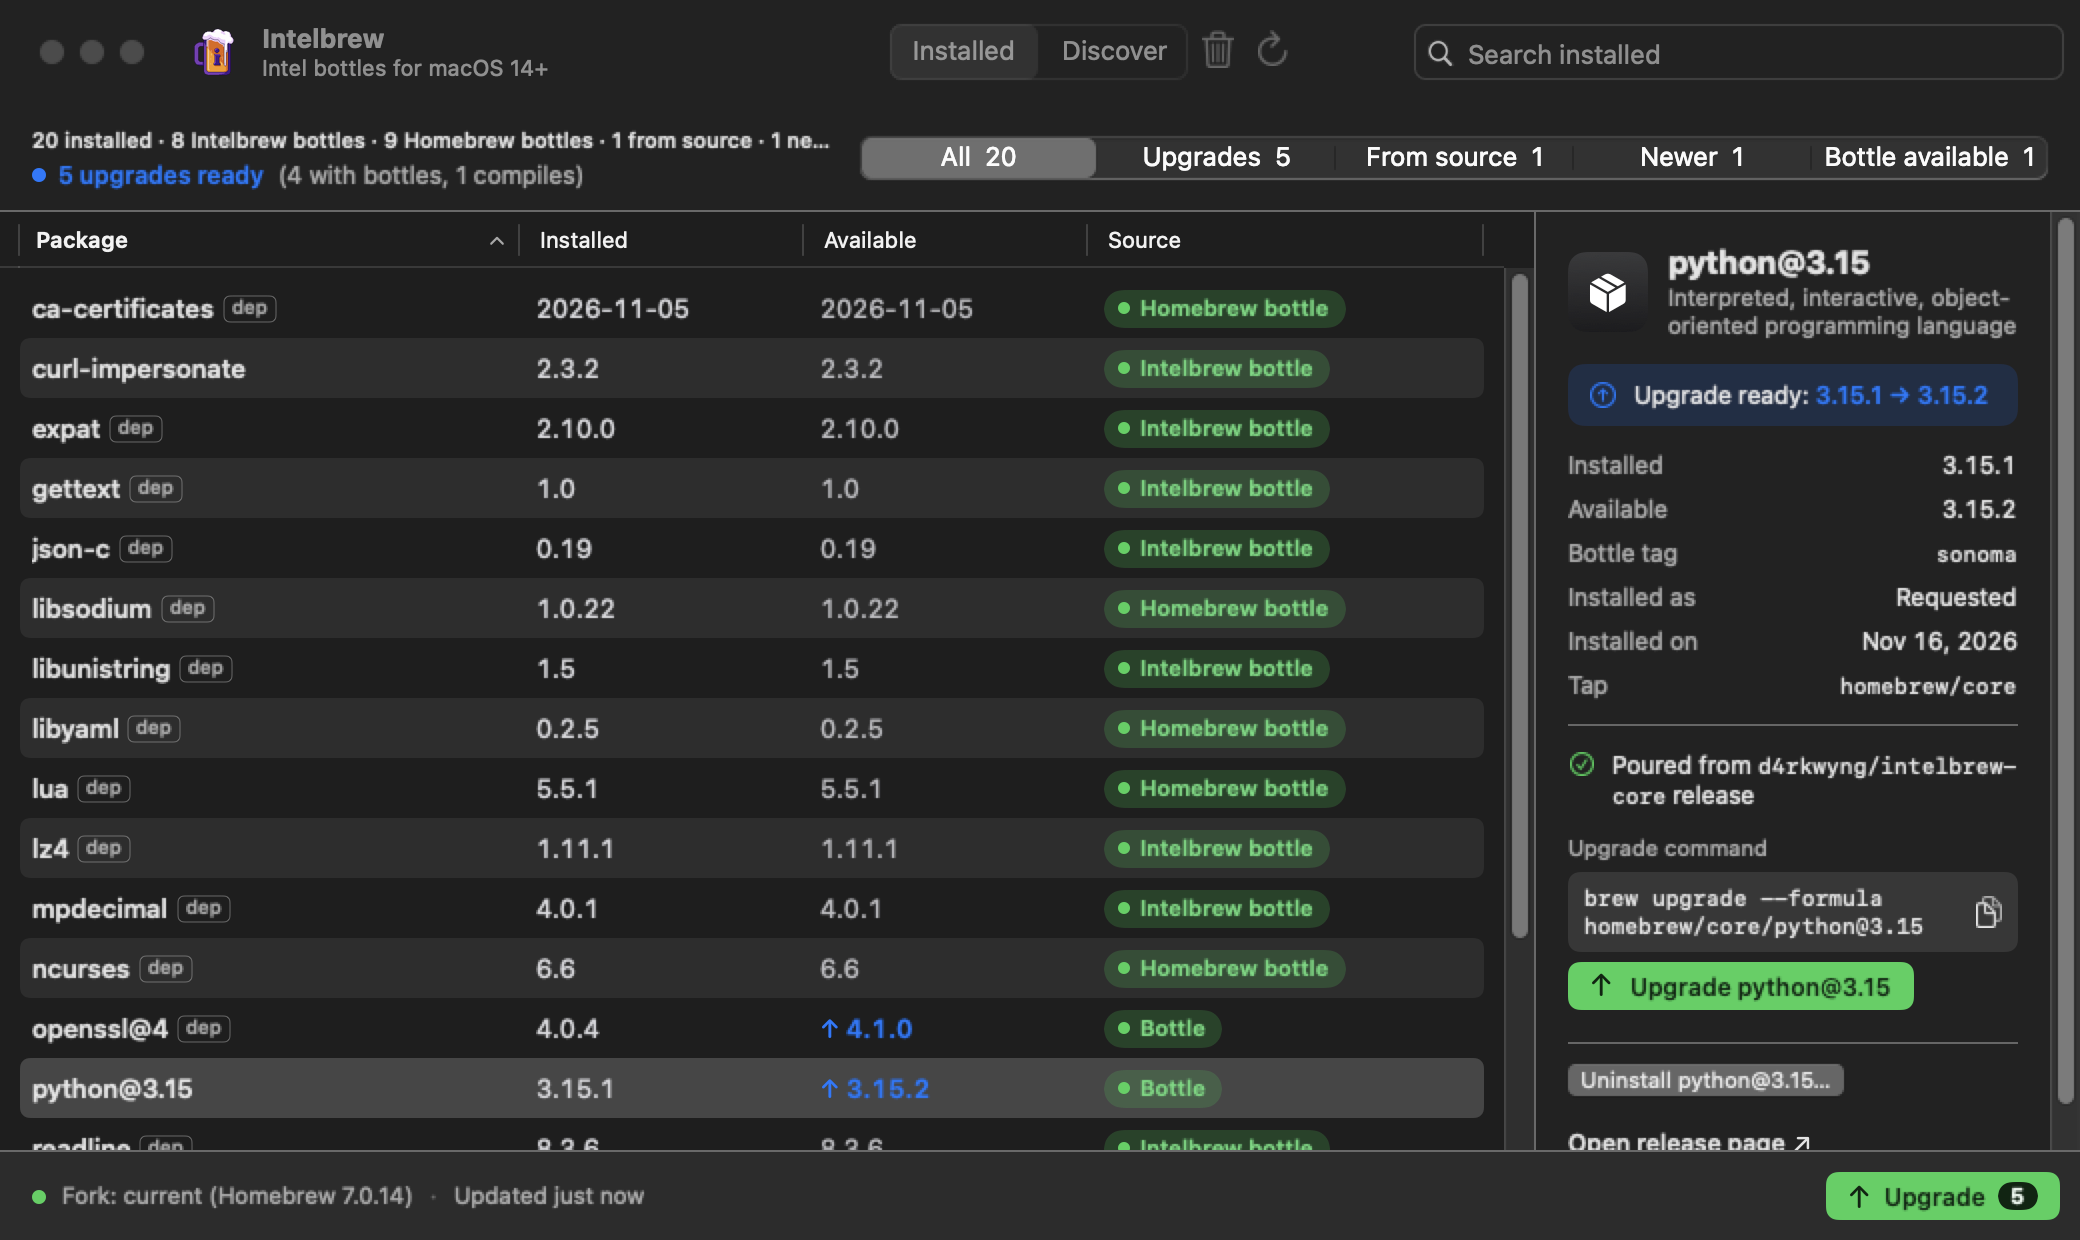 Intelbrew
Intel bottles for macOS 14+
Installed Discover
Search installed
20 installed · 8 Intelbrew bottles · 9 Homebrew bottles · 1 from source · 1 ne...
5 upgrades ready (4 with bottles, 1 compiles)
All 20 Upgrades 5 From source 1 Newer 1 Bottle available 1
Package Installed Available Source
ca-certificates dep 2026-11-05 2026-11-05 Homebrew bottle
curl-impersonate 2.3.2 2.3.2 Intelbrew bottle
expat dep 2.10.0 2.10.0 Intelbrew bottle
gettext dep 1.0 1.0 Intelbrew bottle
json-c dep 0.19 0.19 Intelbrew bottle
libsodium dep 1.0.22 1.0.22 Homebrew bottle
libunistring dep 1.5 1.5 Intelbrew bottle
libyaml dep 0.2.5 0.2.5 Homebrew bottle
lua dep 5.5.1 5.5.1 Homebrew bottle
lz4 dep 1.11.1 1.11.1 Intelbrew bottle
mpdecimal dep 4.0.1 4.0.1 Intelbrew bottle
ncurses dep 6.6 6.6 Homebrew bottle
openssl@4 dep 4.0.4 ↑ 4.1.0 Bottle
python@3.15 3.15.1 ↑ 3.15.2 Bottle
readline dep 8.3.6 8.3.6 Intelbrew bottle
python@3.15
Interpreted, interactive, object-
oriented programming language
Upgrade ready: 3.15.1 → 3.15.2
Installed 3.15.1
Available 3.15.2
Bottle tag sonoma
Installed as Requested
Installed on Nov 16, 2026
Tap homebrew/core
Poured from d4rkwyng/intelbrew-
core release
Upgrade command
brew upgrade --formula
homebrew/core/python@3.15
↑ Upgrade python@3.15
Uninstall python@3.15...
Open release page ↗
Fork: current (Homebrew 7.0.14) · Updated just now
↑ Upgrade 5